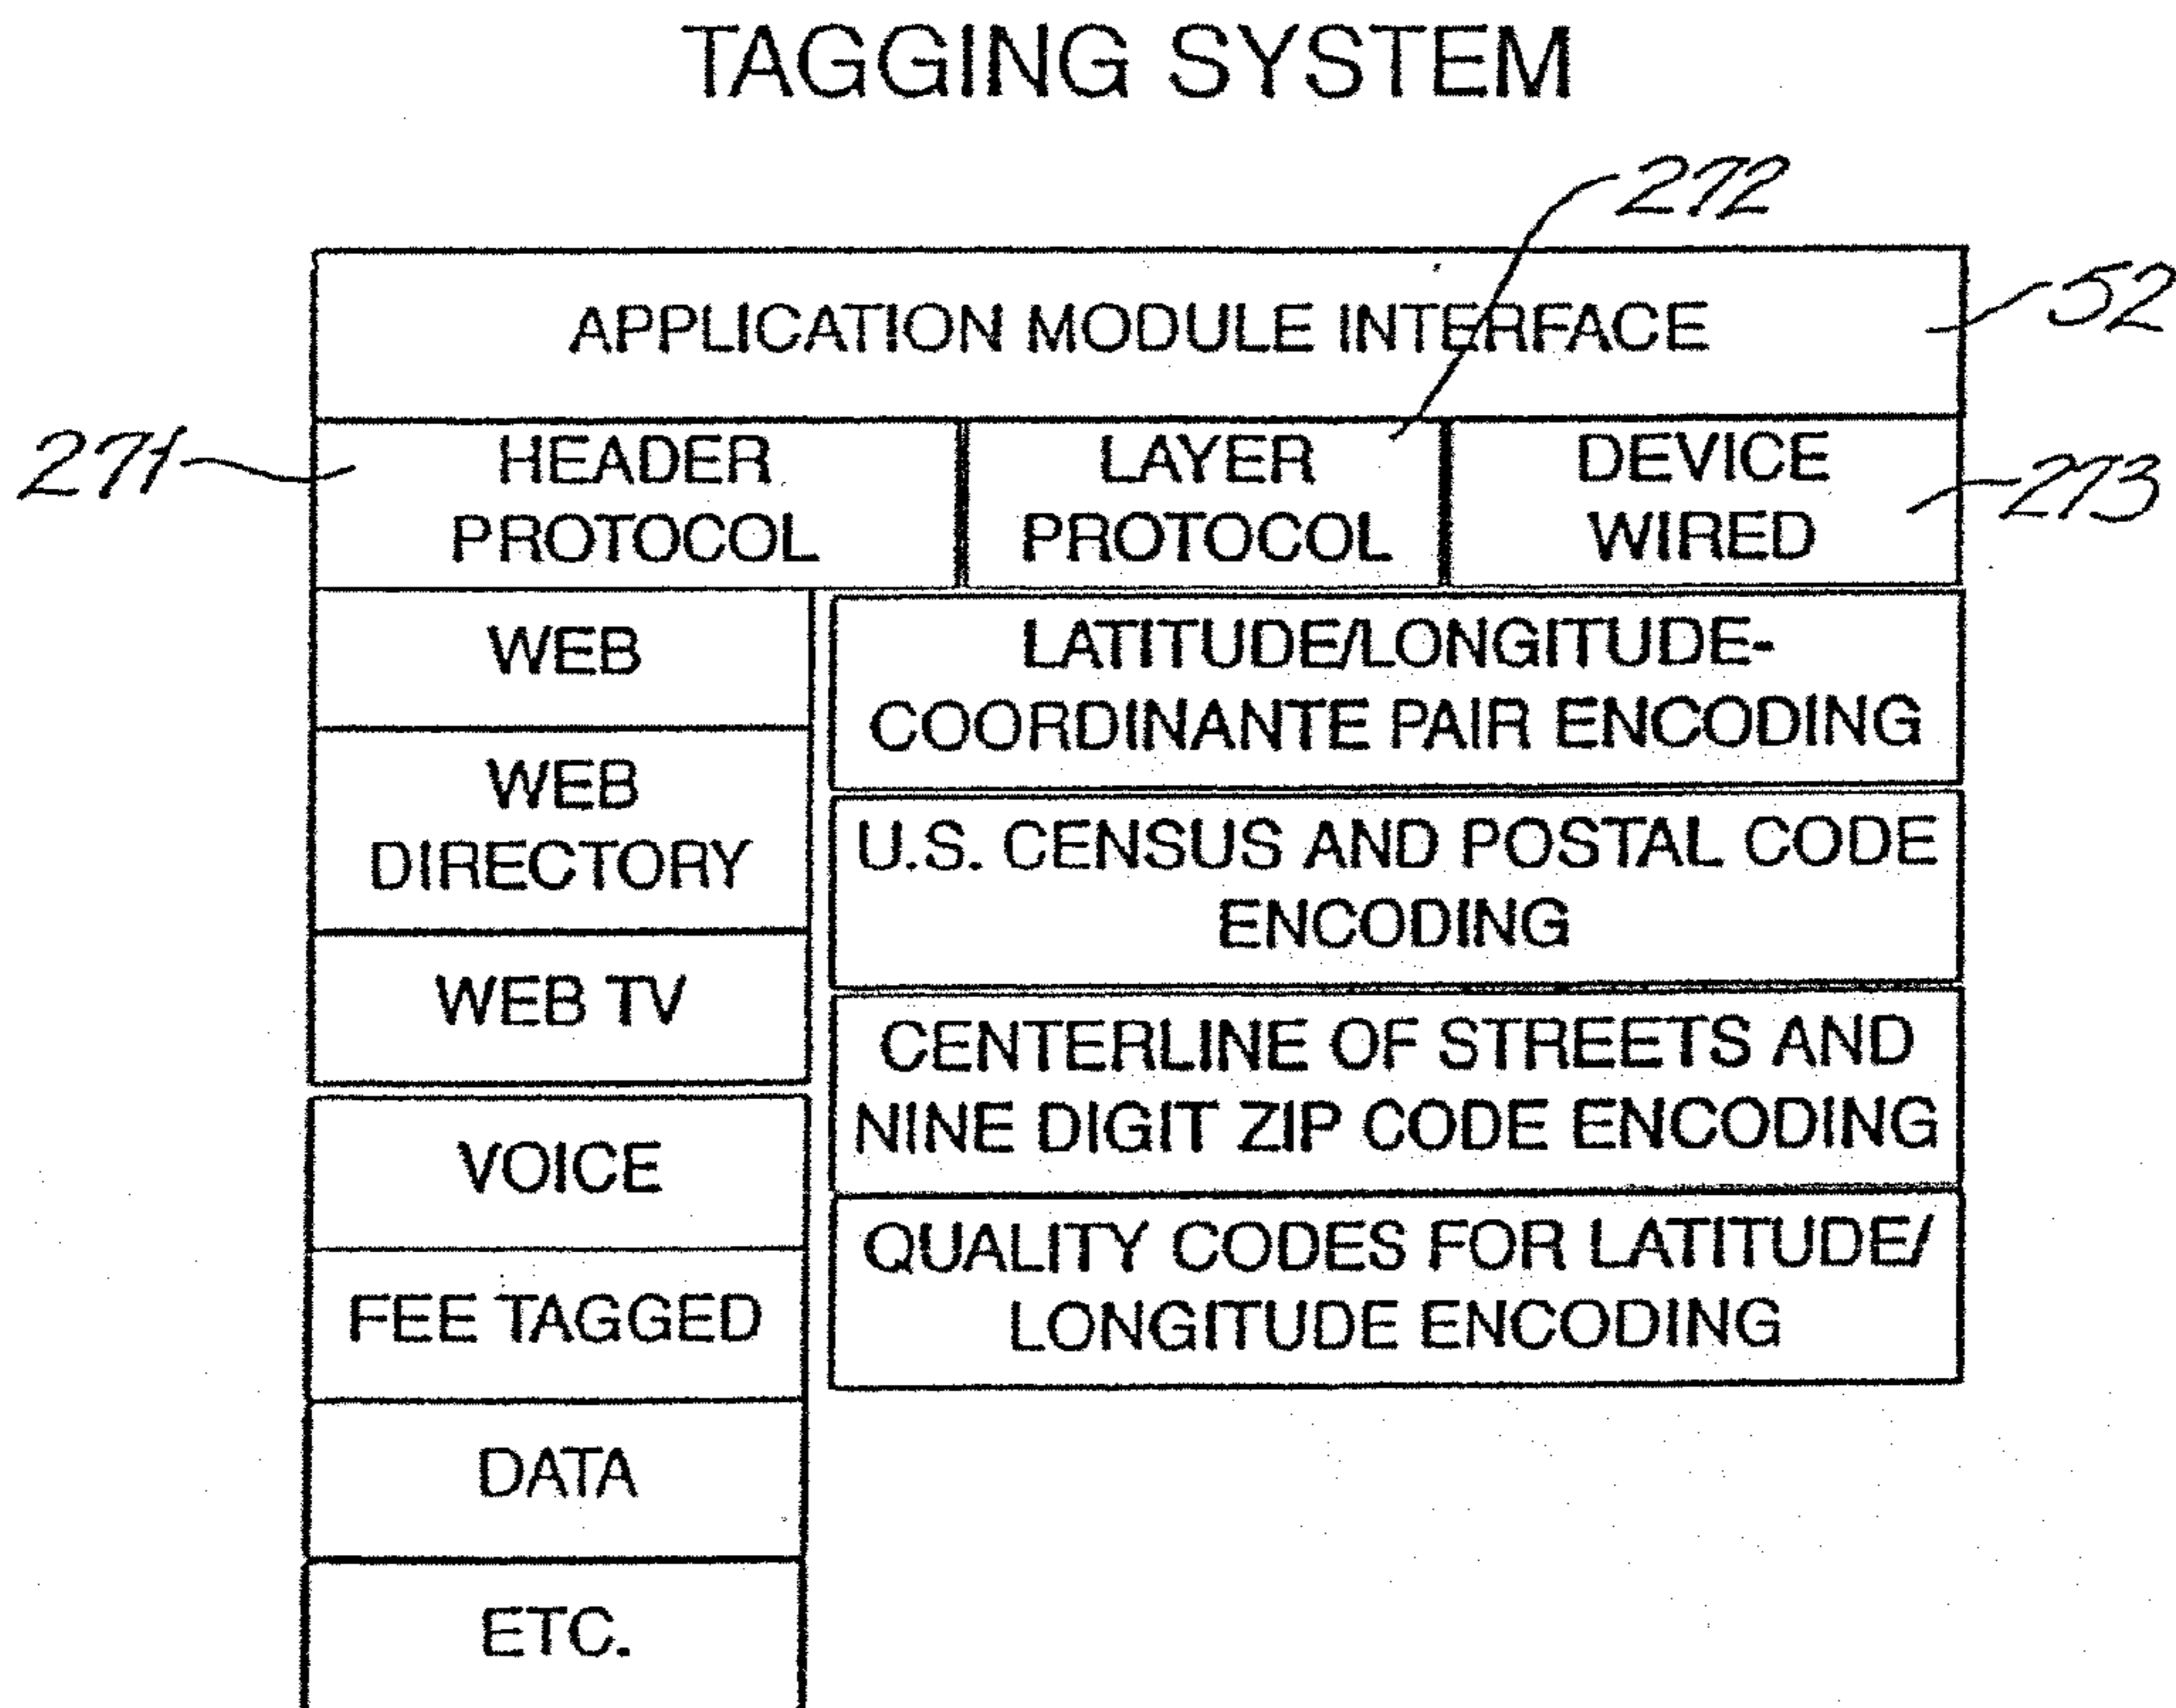 TAGGING SYSTEM
272
52
APPLICATION MODULE INTERFACE
271
HEADER
PROTOCOL
LAYER
PROTOCOL
DEVICE
WIRED
273
WEB
WEB
DIRECTORY
WEB TV
VOICE
FEE TAGGED
DATA
ETC.
LATITUDE/LONGITUDE-
COORDINANTE PAIR ENCODING
U.S. CENSUS AND POSTAL CODE
ENCODING
CENTERLINE OF STREETS AND
NINE DIGIT ZIP CODE ENCODING
QUALITY CODES FOR LATITUDE/
LONGITUDE ENCODING